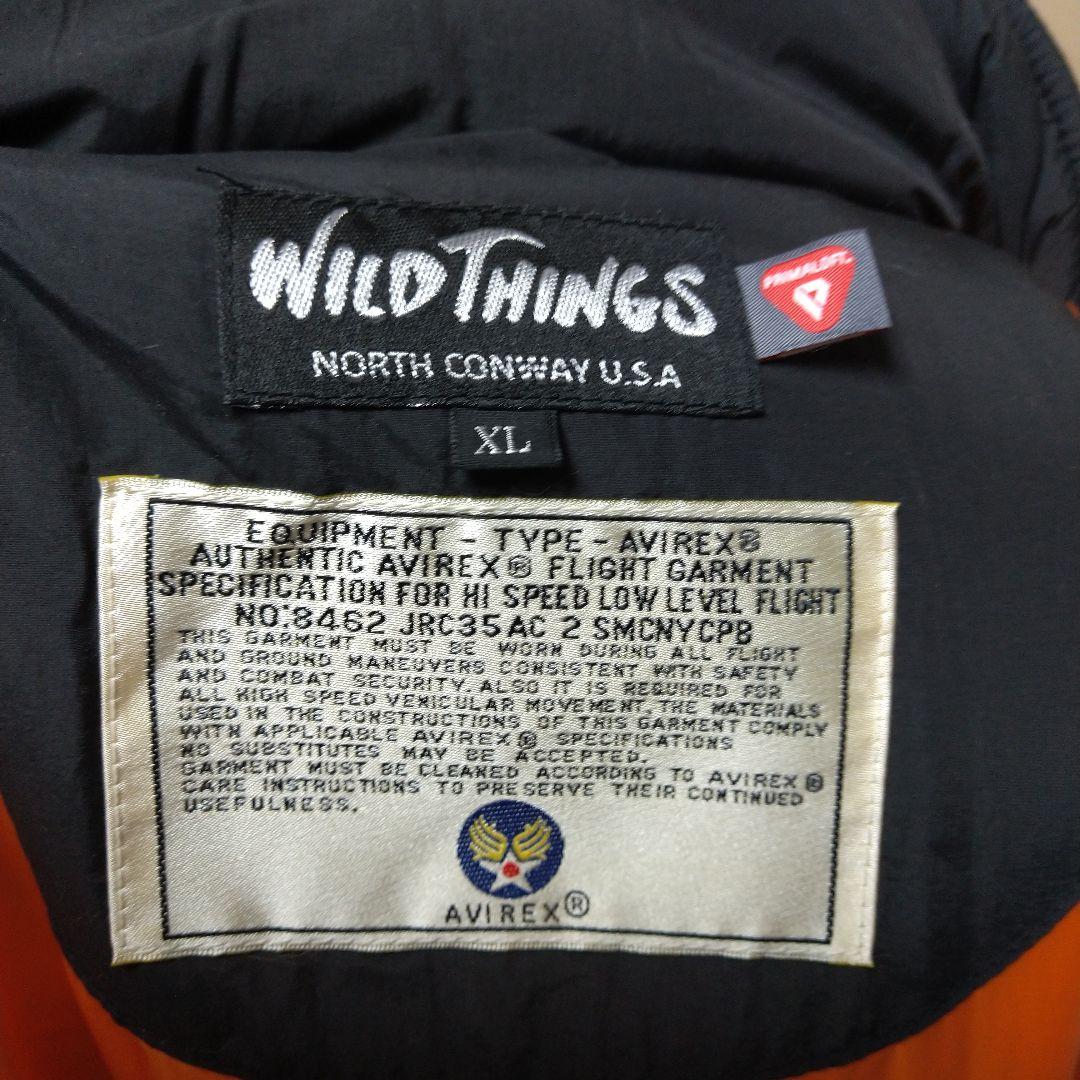 WILD THINGS
NORTH CONWAY U.S.A
PRIMALOFT.
XL
EQUIPMENT - TYPE - AVIREX®
AUTHENTIC AVIREX® FLIGHT GARMENT
SPECIFICATION FOR HI SPEED LOW LEVEL FLIGHT
NO.8462 JRC35AC 2 SMCNYCPB
THIS GARMENT MUST BE WORN DURING ALL FLIGHT
AND GROUND MANEUVERS CONSISTENT WITH SAFETY
AND COMBAT SECURITY. ALSO IT IS REQUIRED FOR
ALL HIGH SPEED VENICULAR MOVEMENT, THE MATERIALS
USED IN THE CONSTRUCTIONS OF THIS GARMENT COMPLY
WITH APPLICABLE AVIREX® SPECIFICATIONS
NO SUBSTITUTES MAY BE ACCEPTED.
GARMENT MUST BE CLEANED ACCORDING TO AVIREX®
CARE INSTRUCTIONS TO PRESERVE THEIR CONTINUED
USEFULNESS.
AVIREX®